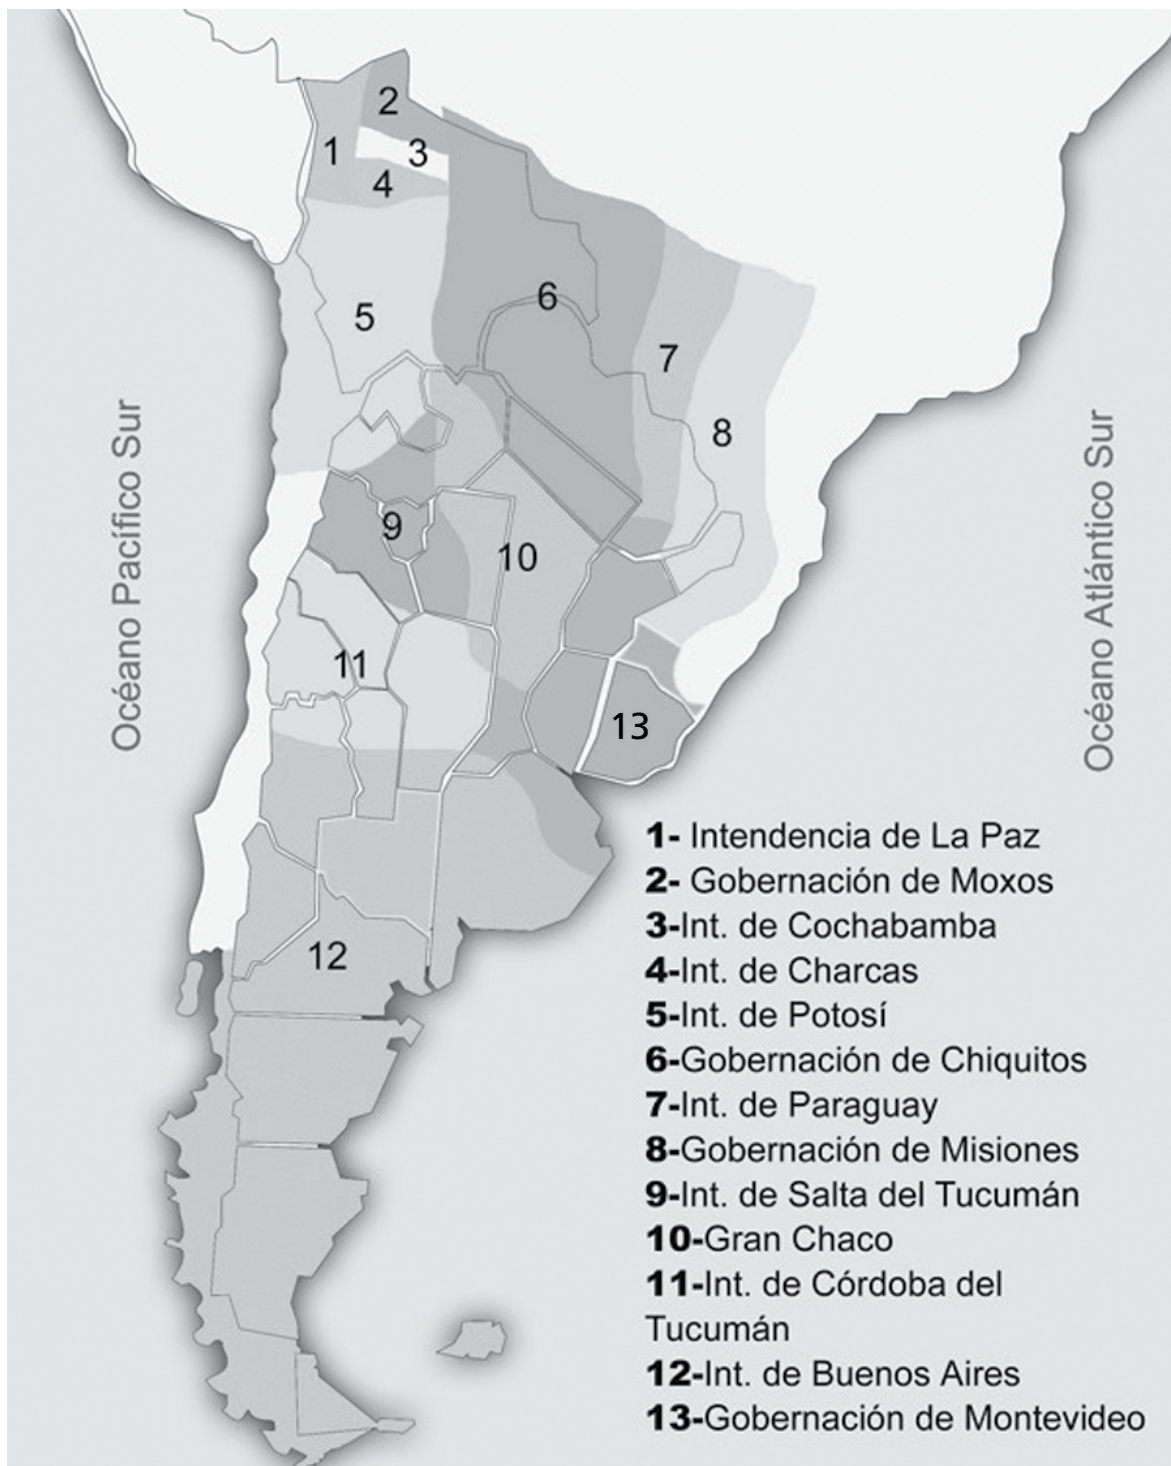 2
1
3
4
6
5
7
8
9
10
11
13
12
Océano Pacífico Sur
Océano Atlántico Sur
1- Intendencia de La Paz
2- Gobernación de Moxos
3-Int. de Cochabamba
4-Int. de Charcas
5-Int. de Potosí
6-Gobernación de Chiquitos
7-Int. de Paraguay
8-Gobernación de Misiones
9-Int. de Salta del Tucumán
10-Gran Chaco
11-Int. de Córdoba del
Tucumán
12-Int. de Buenos Aires
13-Gobernación de Montevideo